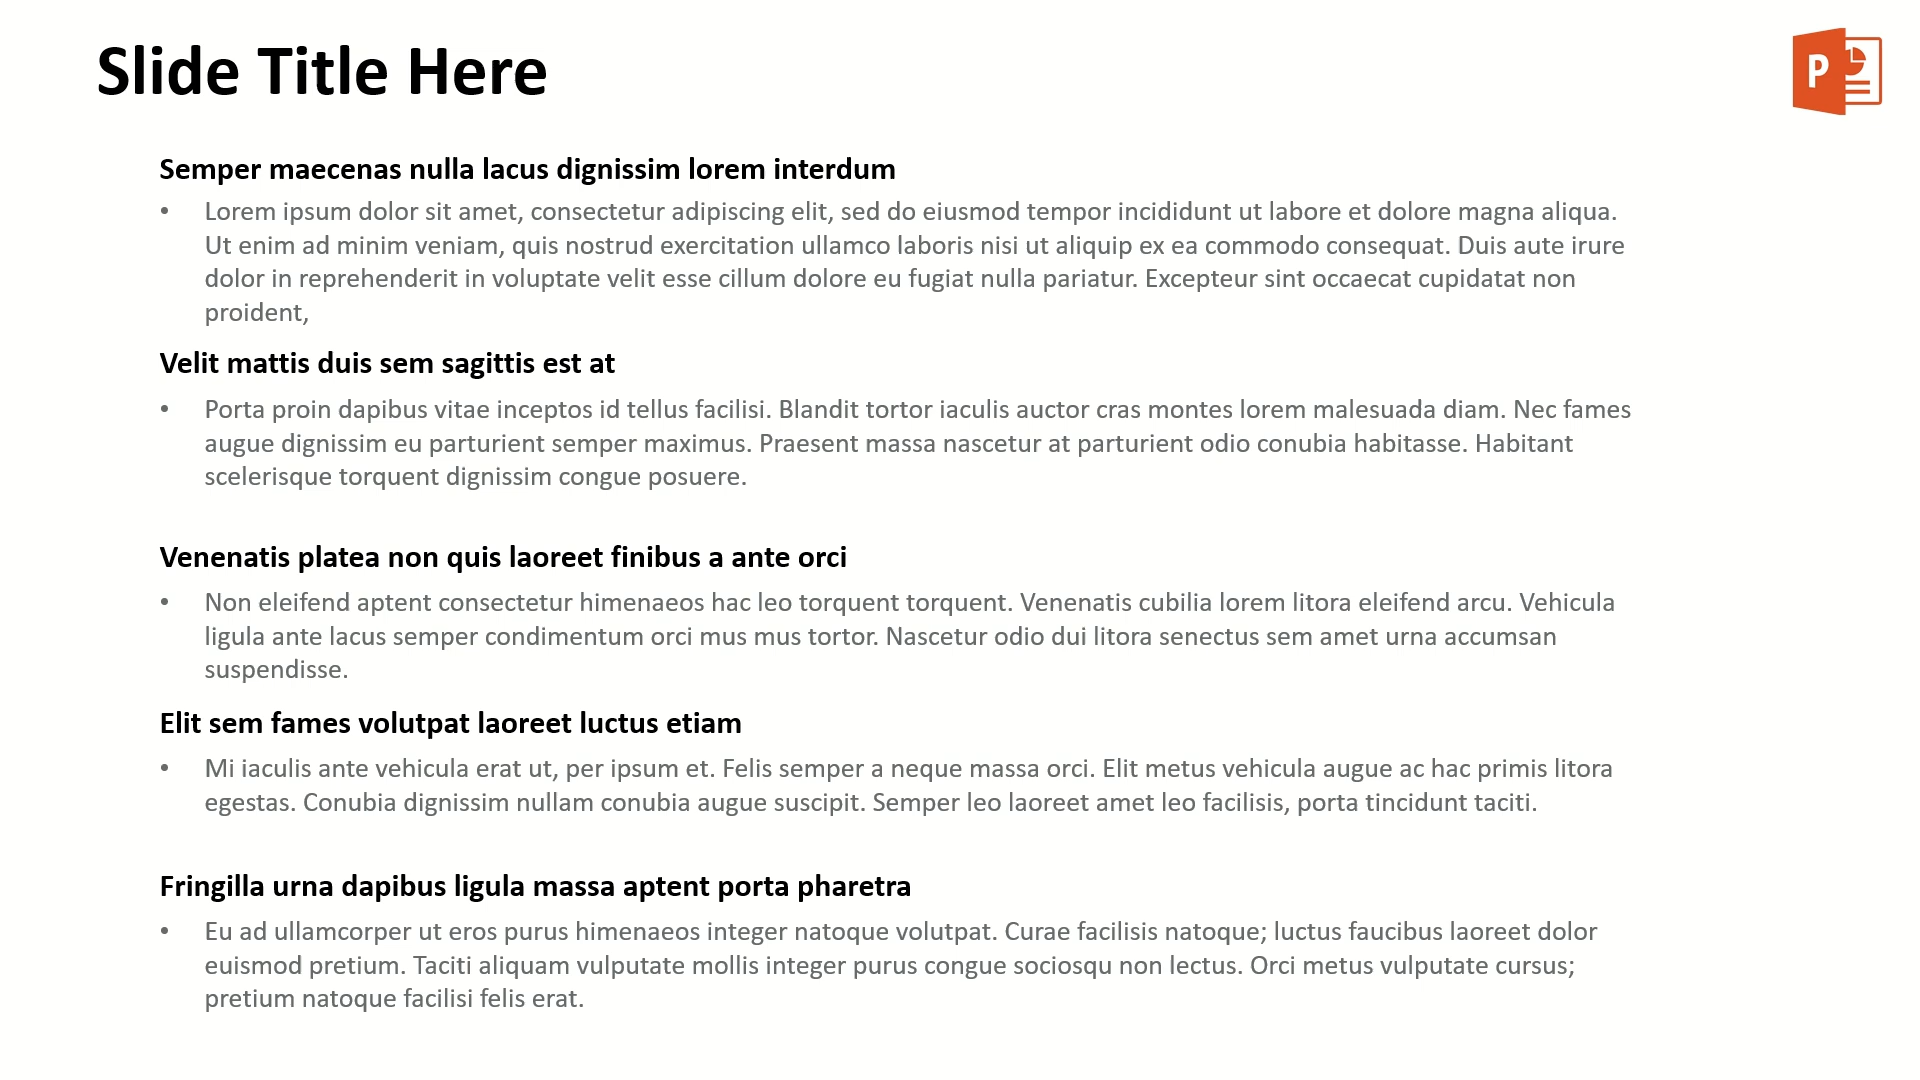 Slide Title Here
P
Semper maecenas nulla lacus dignissim lorem interdum
• Lorem ipsum dolor sit amet, consectetur adipiscing elit, sed do eiusmod tempor incididunt ut labore et dolore magna aliqua.
Ut enim ad minim veniam, quis nostrud exercitation ullamco laboris nisi ut aliquip ex ea commodo consequat. Duis aute irure
dolor in reprehenderit in voluptate velit esse cillum dolore eu fugiat nulla pariatur. Excepteur sint occaecat cupidatat non
proident,
Velit mattis duis sem sagittis est at
• Porta proin dapibus vitae inceptos id tellus facilisi. Blandit tortor iaculis auctor cras montes lorem malesuada diam. Nec fames
augue dignissim eu parturient semper maximus. Praesent massa nascetur at parturient odio conubia habitasse. Habitant
scelerisque torquent dignissim congue posuere.
Venenatis platea non quis laoreet finibus a ante orci
• Non eleifend aptent consectetur himenaeos hac leo torquent torquent. Venenatis cubilia lorem litora eleifend arcu. Vehicula
ligula ante lacus semper condimentum orci mus mus tortor. Nascetur odio dui litora senectus sem amet urna accumsan
suspendisse.
Elit sem fames volutpat laoreet luctus etiam
• Mi iaculis ante vehicula erat ut, per ipsum et. Felis semper a neque massa orci. Elit metus vehicula augue ac hac primis litora
egestas. Conubia dignissim nullam conubia augue suscipit. Semper leo laoreet amet leo facilisis, porta tincidunt taciti.
Fringilla urna dapibus ligula massa aptent porta pharetra
• Eu ad ullamcorper ut eros purus himenaeos integer natoque volutpat. Curae facilisis natoque; luctus faucibus laoreet dolor
euismod pretium. Taciti aliquam vulputate mollis integer purus congue sociosqu non lectus. Orci metus vulputate cursus;
pretium natoque facilisi felis erat.